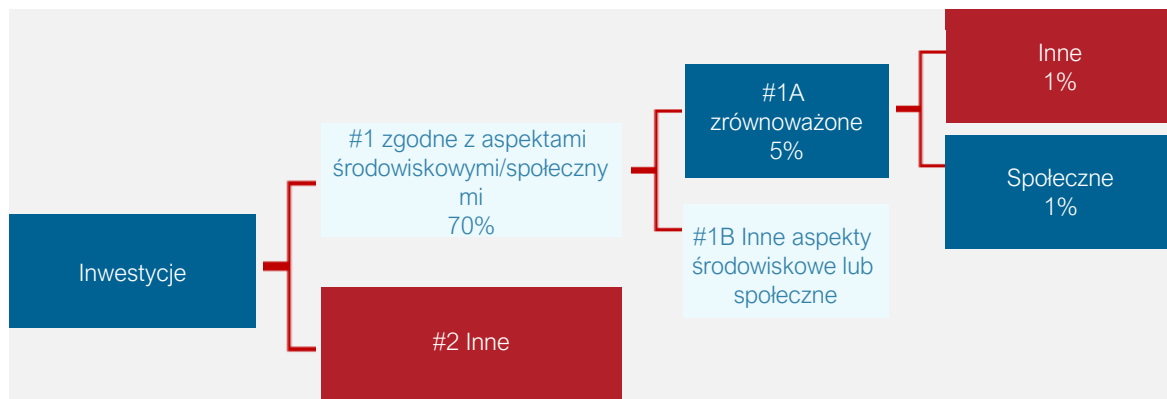 Inwestycje
#1 zgodne z aspektami
środowiskowymi/społeczny
mi
70%
#2 Inne
#1A
zrównoważone
5%
#1B Inne aspekty
środowiskowe lub
społeczne
Inne
1%
Społeczne
1%